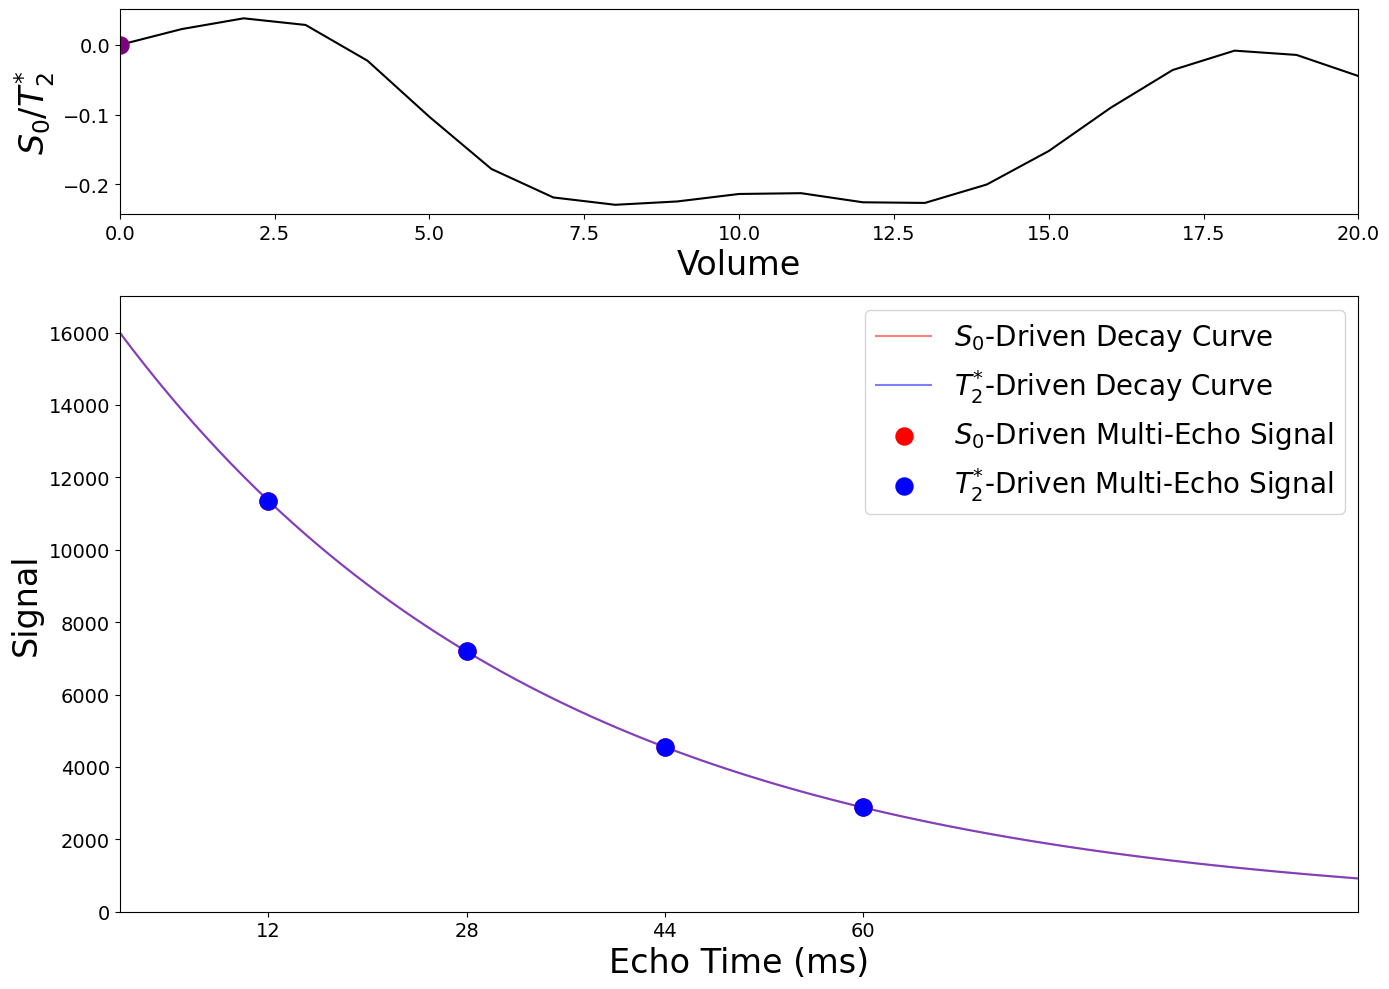 S₀/T₂*
0.0
−0.1
−0.2
0.0 2.5 5.0 7.5 10.0 12.5 15.0 17.5 20.0
Volume
Signal
16000
14000
12000
10000
8000
6000
4000
2000
0
S₀-Driven Decay Curve
T₂*-Driven Decay Curve
S₀-Driven Multi-Echo Signal
T₂*-Driven Multi-Echo Signal
12 28 44 60
Echo Time (ms)